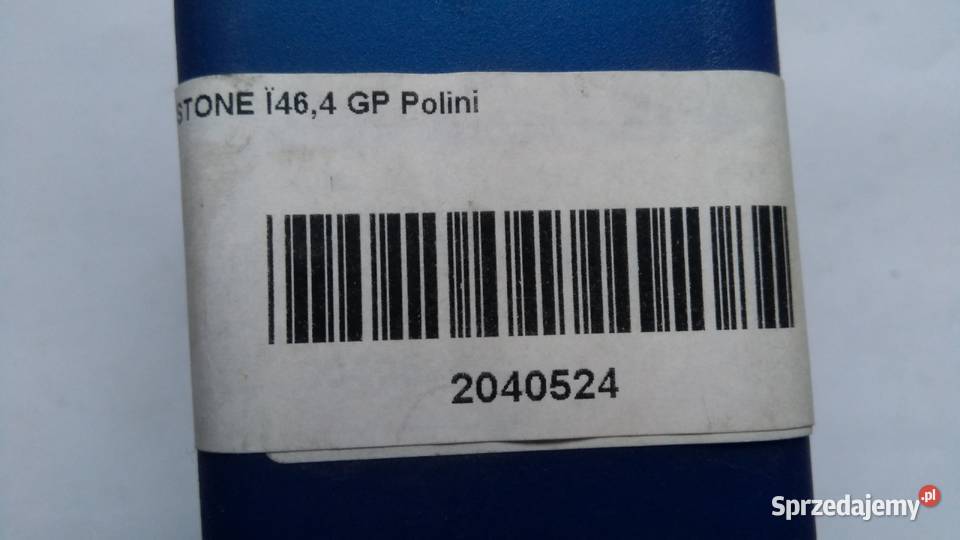 STONE Ï46,4 GP Polini
2040524
Sprzedajemy.pl